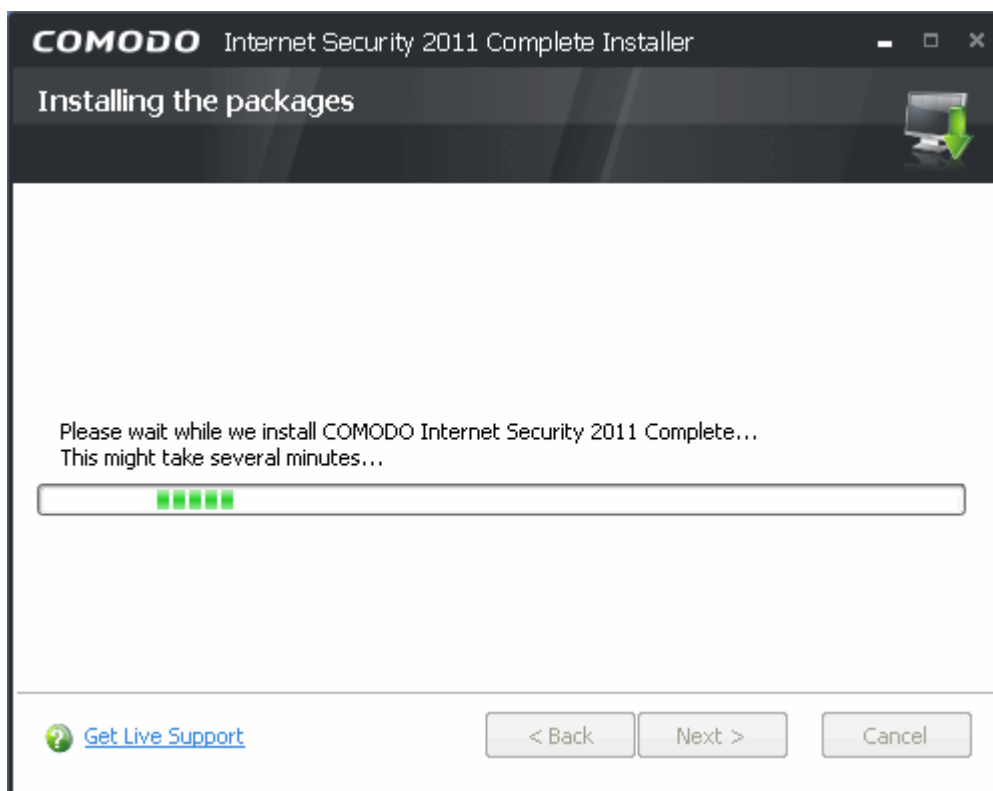 COMODO Internet Security 2011 Complete Installer
Installing the packages
Please wait while we install COMODO Internet Security 2011 Complete...
This might take several minutes...
Get Live Support
< Back
Next >
Cancel